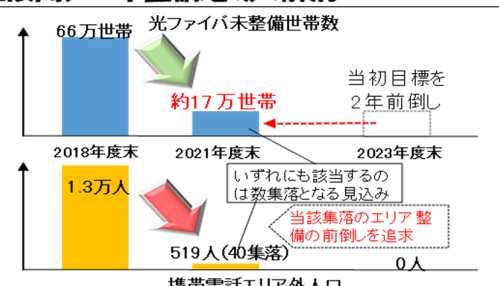 66万世帯
光ファイバ未整備世帯数
約17万世帯
当初目標を
2年前倒し
2018年度末
2021年度末
2023年度末
1.3万人
いずれにも該当するの
は数集落となる見込み
当該集落のエリア整
備の前倒しを追求
519人(40集落)
0人
携帯電話エリア外人口